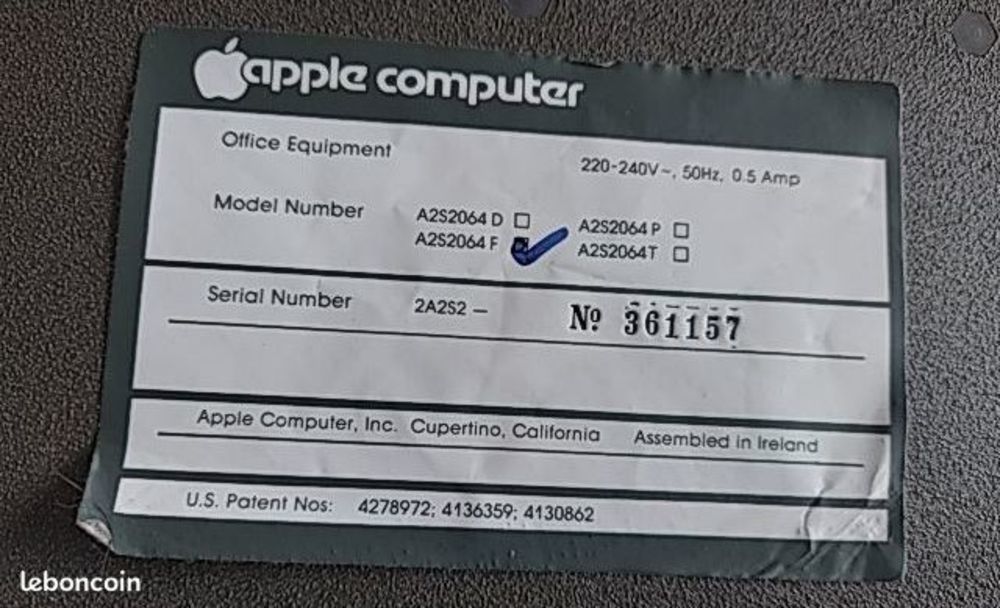 apple computer
Office Equipment 220-240V~, 50Hz, 0.5 Amp
Model Number A2S2064 D ☐ A2S2064 P ☐
A2S2064 F ☑ A2S2064T ☐
Serial Number 2A2S2 — Nº 361157
Apple Computer, Inc. Cupertino, California Assembled in Ireland
U.S. Patent Nos: 4278972; 4136359; 4130862
leboncoin